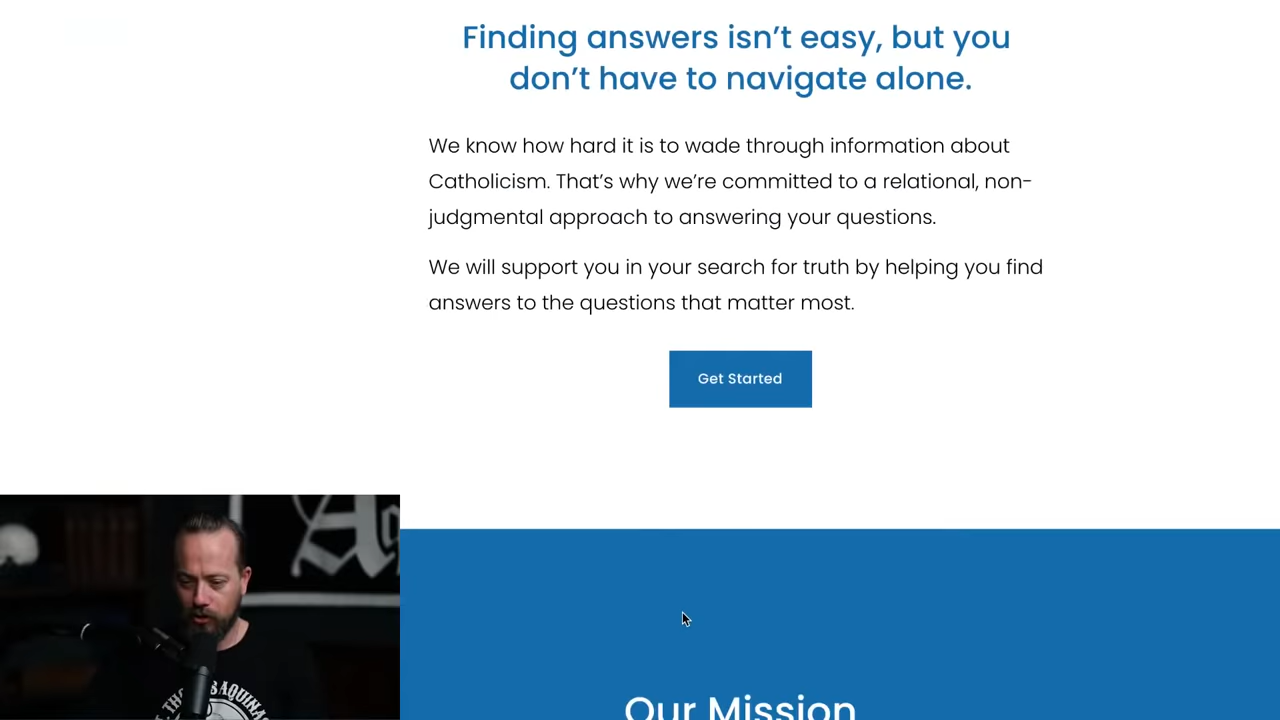 Finding answers isn’t easy, but you
don’t have to navigate alone.
We know how hard it is to wade through information about
Catholicism. That’s why we’re committed to a relational, non-
judgmental approach to answering your questions.
We will support you in your search for truth by helping you find
answers to the questions that matter most.
Get Started
Our Mission